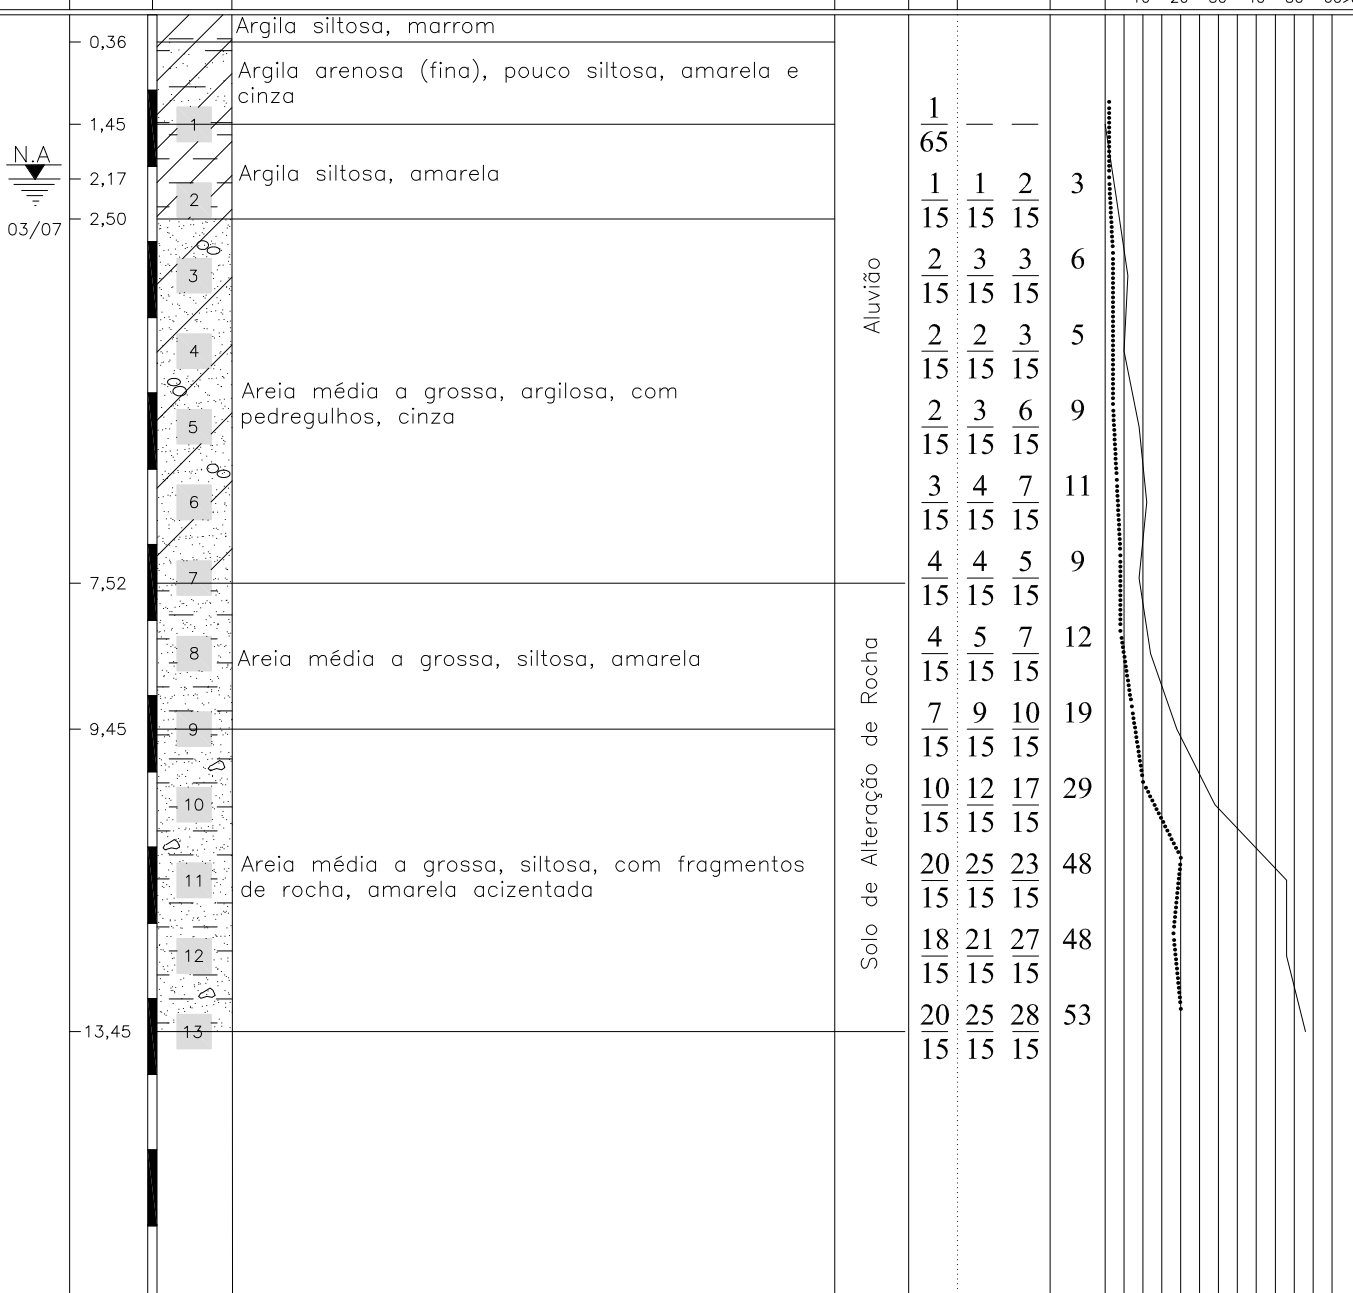 Argila siltosa, marrom
0,36
Argila arenosa (fina), pouco siltosa, amarela e
cinza
1 1,45 1/65 — —
N.A
2,17
Argila siltosa, amarela
2 1/15 1/15 2/15 3
2,50
03/07
3 2/15 3/15 3/15 6
Aluvião
4 2/15 2/15 3/15 5
Areia média a grossa, argilosa, com
pedregulhos, cinza
5 2/15 3/15 6/15 9
6 3/15 4/15 7/15 11
7 4/15 4/15 5/15 9
7,52
8 4/15 5/15 7/15 12
Areia média a grossa, siltosa, amarela
9 7/15 9/15 10/15 19
9,45
Solo de Alteração de Rocha
10 10/15 12/15 17/15 29
11 20/15 25/15 23/15 48
Areia média a grossa, siltosa, com fragmentos
de rocha, amarela acizentada
12 18/15 21/15 27/15 48
13 20/15 25/15 28/15 53
13,45